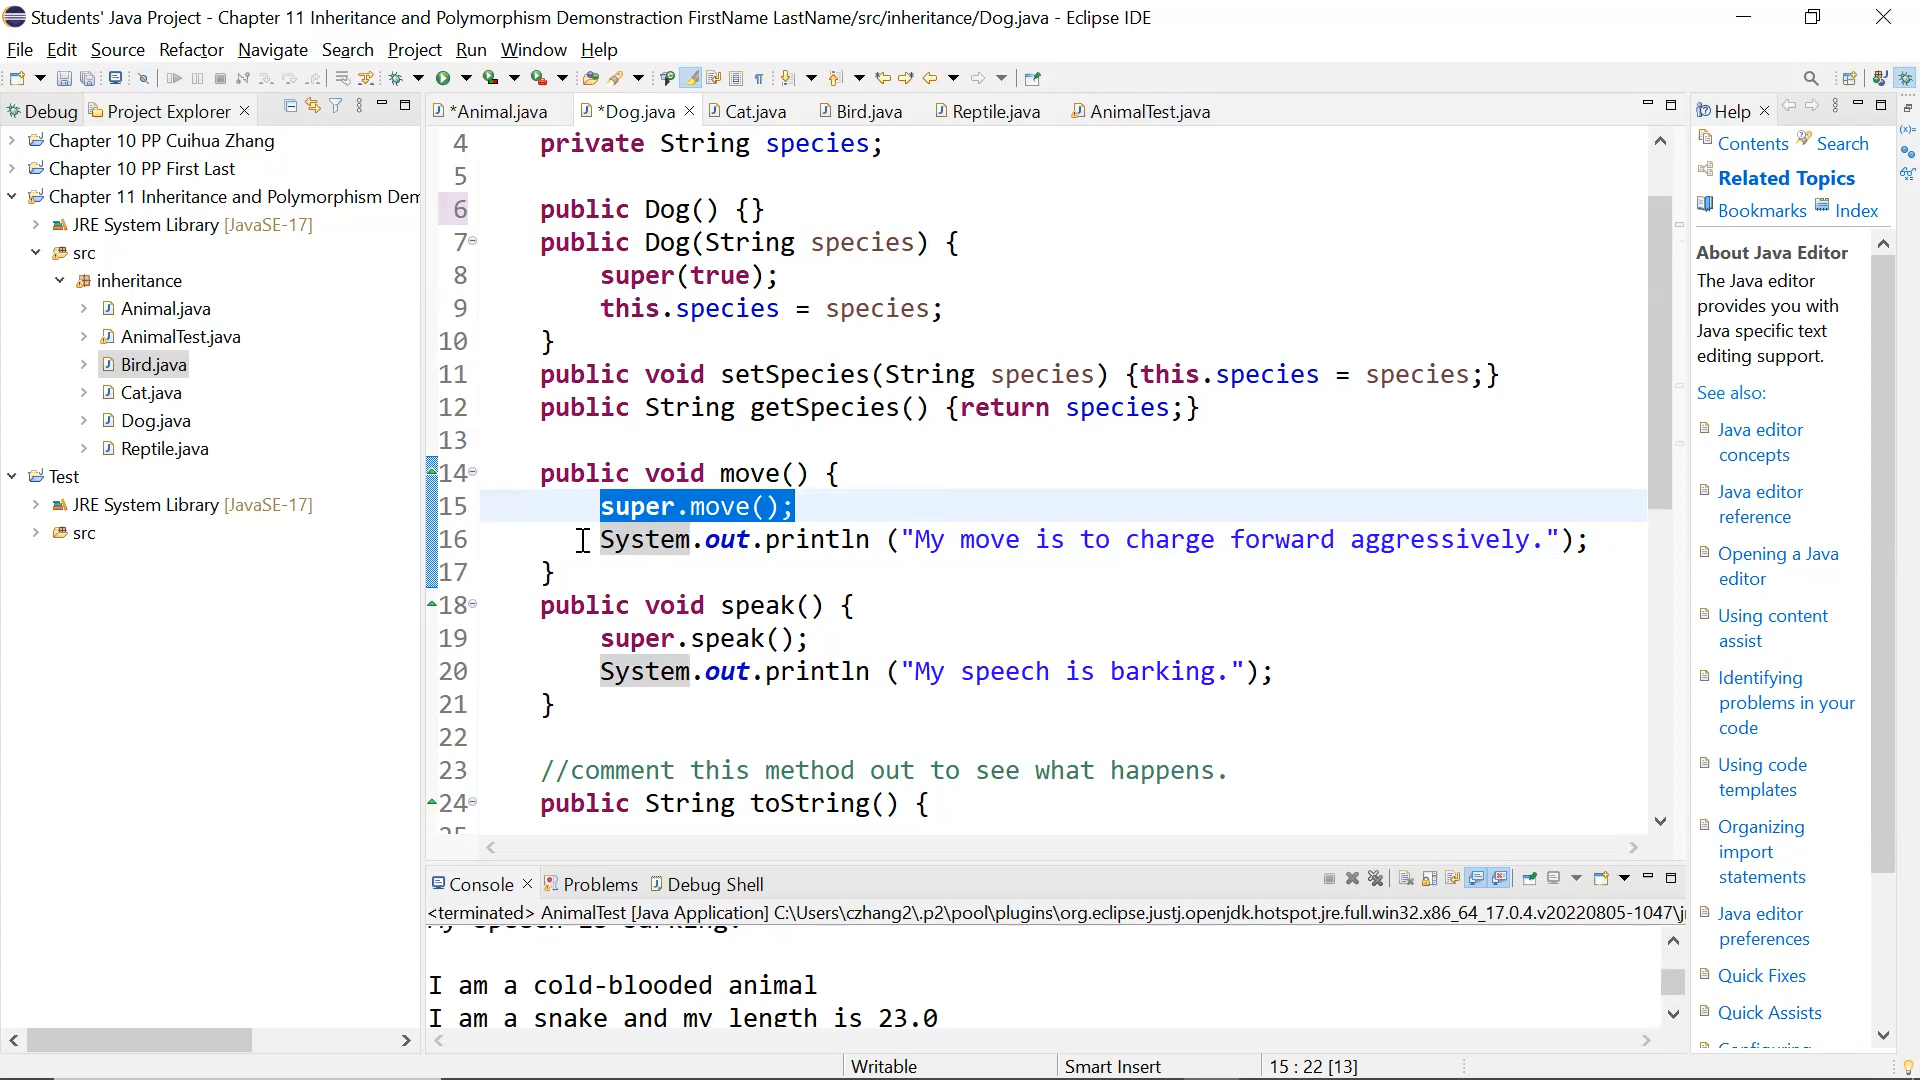 Students' Java Project - Chapter 11 Inheritance and Polymorphism Demonstraction FirstName LastName/src/inheritance/Dog.java - Eclipse IDE
File Edit Source Refactor Navigate Search Project Run Window Help
Debug Project Explorer
Chapter 10 PP Cuihua Zhang
Chapter 10 PP First Last
Chapter 11 Inheritance and Polymorphism Dem
JRE System Library [JavaSE-17]
src
inheritance
Animal.java
AnimalTest.java
Bird.java
Cat.java
Dog.java
Reptile.java
Test
JRE System Library [JavaSE-17]
src
*Animal.java *Dog.java Cat.java Bird.java Reptile.java AnimalTest.java
4 private String species;
5
6 public Dog() {}
7 public Dog(String species) {
8 super(true);
9 this.species = species;
10 }
11 public void setSpecies(String species) {this.species = species;}
12 public String getSpecies() {return species;}
13
14 public void move() {
15 super.move();
16 System.out.println ("My move is to charge forward aggressively.");
17 }
18 public void speak() {
19 super.speak();
20 System.out.println ("My speech is barking.");
21 }
22
23 //comment this method out to see what happens.
24 public String toString() {
25
Console Problems Debug Shell
<terminated> AnimalTest [Java Application] C:\Users\czhang2\.p2\pool\plugins\org.eclipse.justj.openjdk.hotspot.jre.full.win32.x86_64_17.0.4.v20220805-1047\j
My speech is barking.
I am a cold-blooded animal
I am a snake and my length is 23.0
Help
Contents Search
Related Topics
Bookmarks Index
About Java Editor
The Java editor
provides you with
Java specific text
editing support.
See also:
Java editor
concepts
Java editor
reference
Opening a Java
editor
Using content
assist
Identifying
problems in your
code
Using code
templates
Organizing
import
statements
Java editor
preferences
Quick Fixes
Quick Assists
Configuring
Writable Smart Insert 15 : 22 [13]